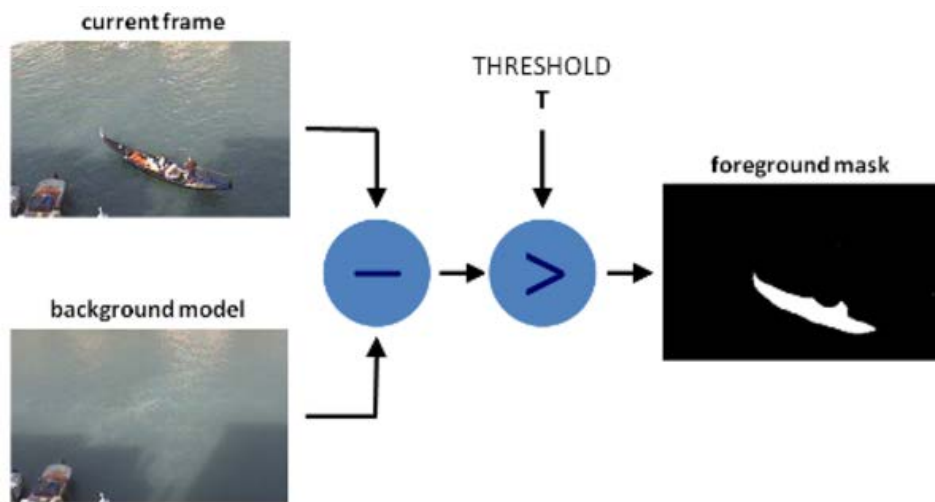 current frame
THRESHOLD
T
foreground mask
−
>
background model